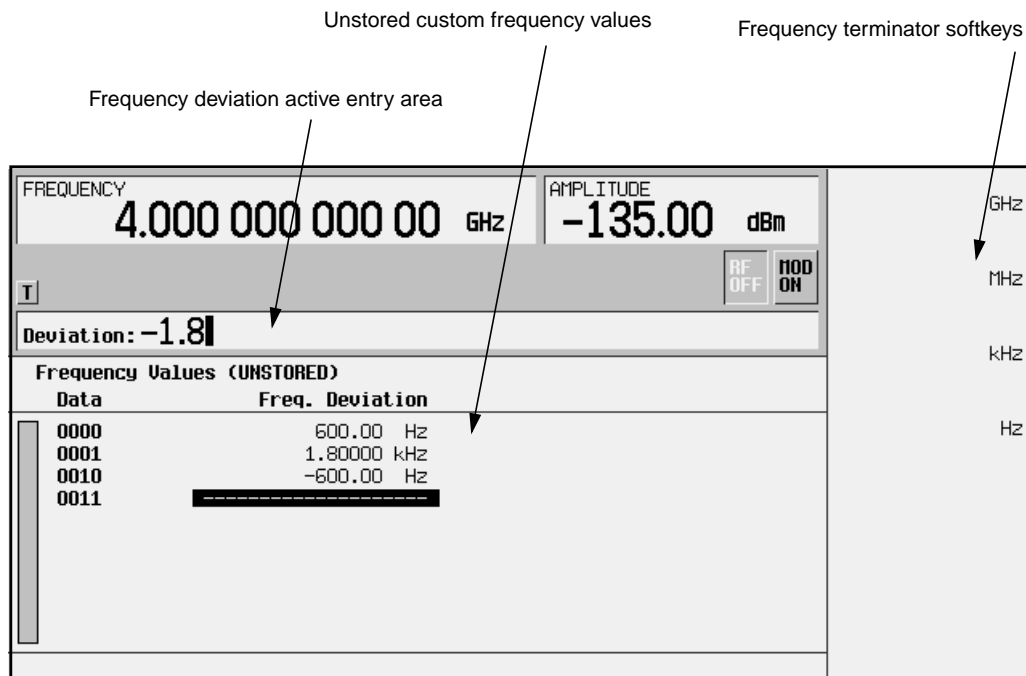 Unstored custom frequency values
Frequency terminator softkeys
Frequency deviation active entry area
FREQUENCY
4.000 000 000 00 GHz
AMPLITUDE
-135.00 dBm
RF OFF
MOD ON
T
Deviation: -1.8
Frequency Values (UNSTORED)
Data Freq. Deviation
0000 600.00 Hz
0001 1.80000 kHz
0010 -600.00 Hz
0011 --------------------
GHz
MHz
kHz
Hz